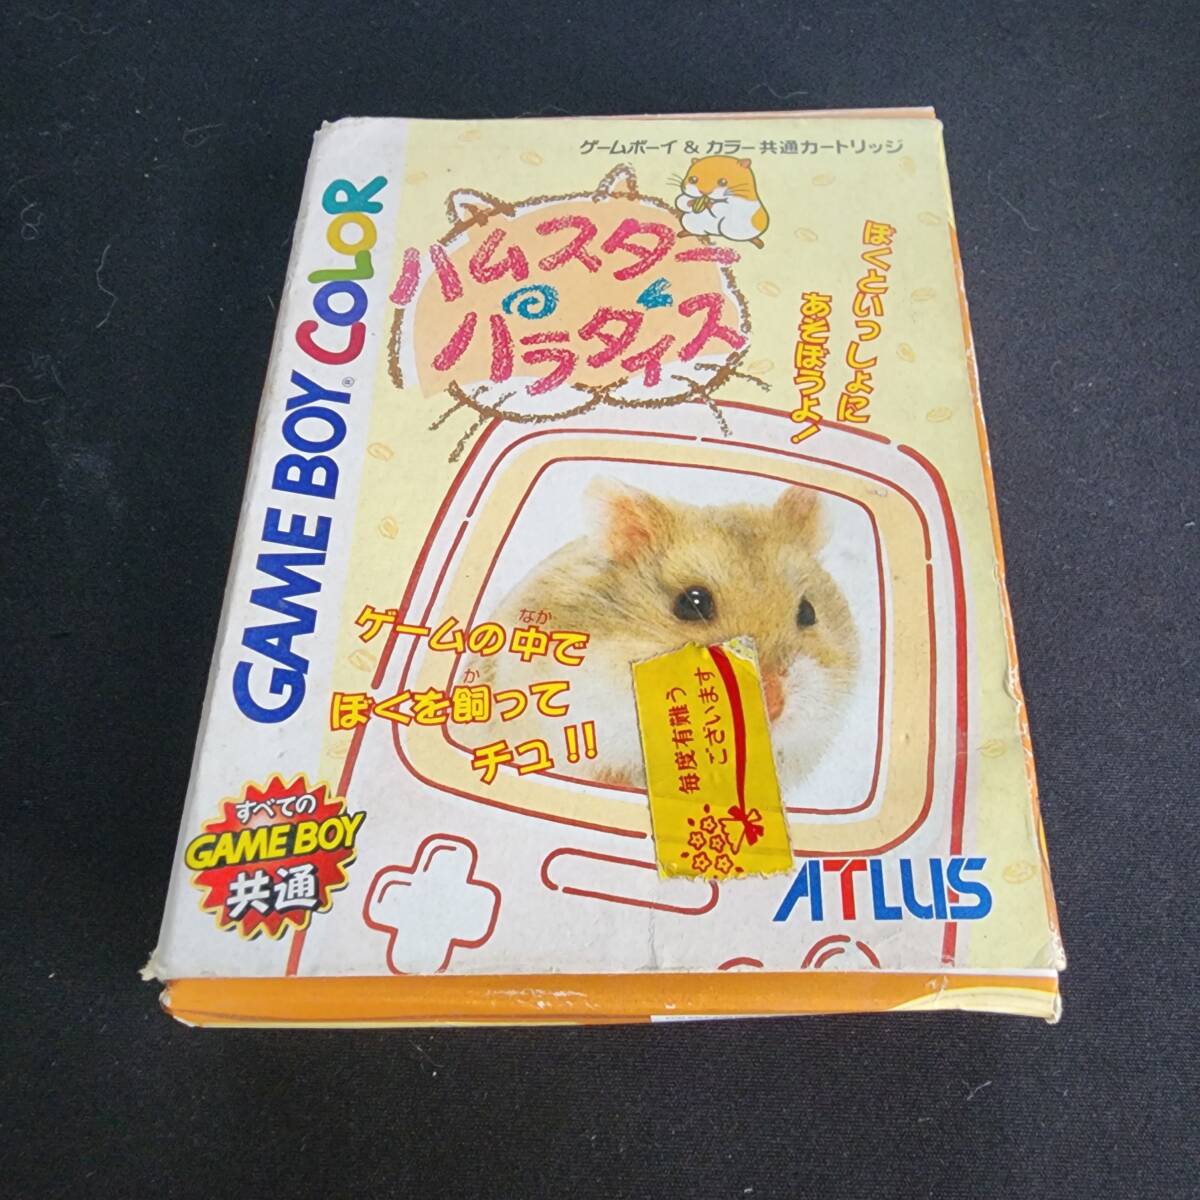 ゲームボーイ & カラー共通カートリッジ
GAME BOY® COLOR
ハムスター
パラダイス
ぼくといっしょに
あそぼうよ!
ゲームの中で
なか
ぼくを飼って
か
チュ!!
毎度有難う
ございます
すべての
GAME BOY
共通
ATLUS